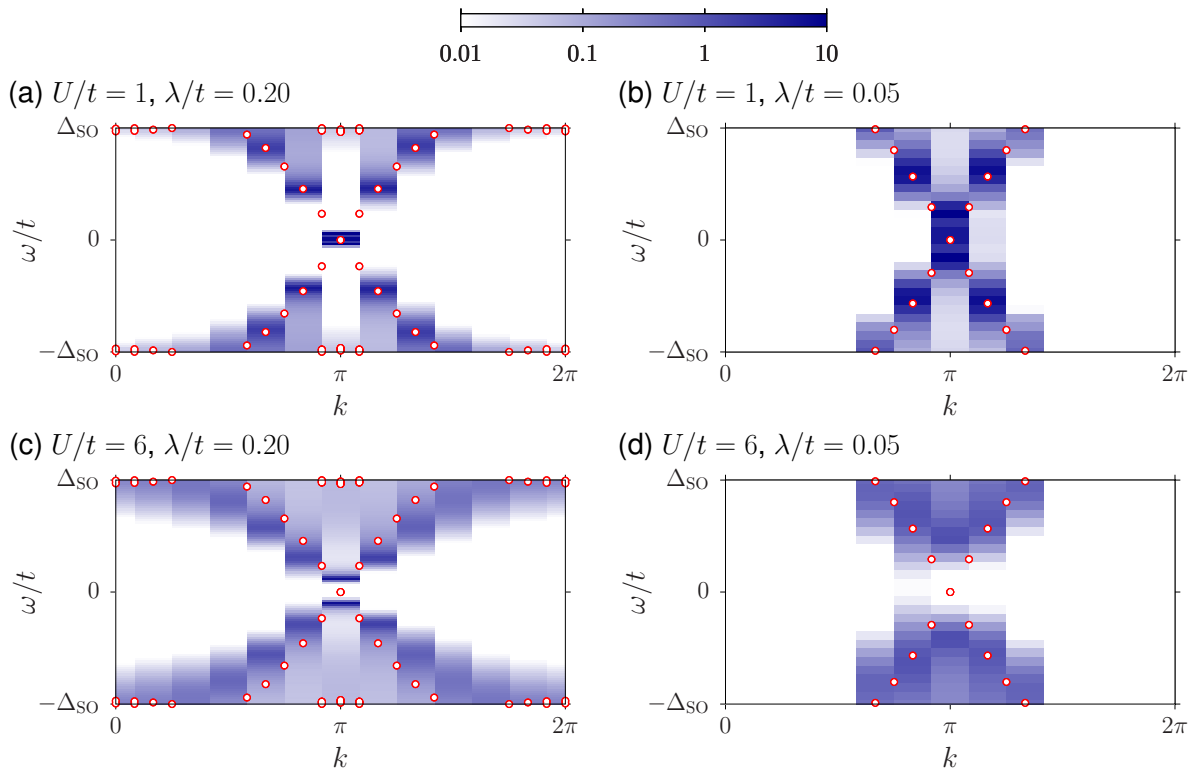 0.01 0.1 1 10
(a) U/t = 1, λ/t = 0.20
Δ_SO
ω/t
0
−Δ_SO
0 π 2π
k
(b) U/t = 1, λ/t = 0.05
Δ_SO
ω/t
0
−Δ_SO
0 π 2π
k
(c) U/t = 6, λ/t = 0.20
Δ_SO
ω/t
0
−Δ_SO
0 π 2π
k
(d) U/t = 6, λ/t = 0.05
Δ_SO
ω/t
0
−Δ_SO
0 π 2π
k